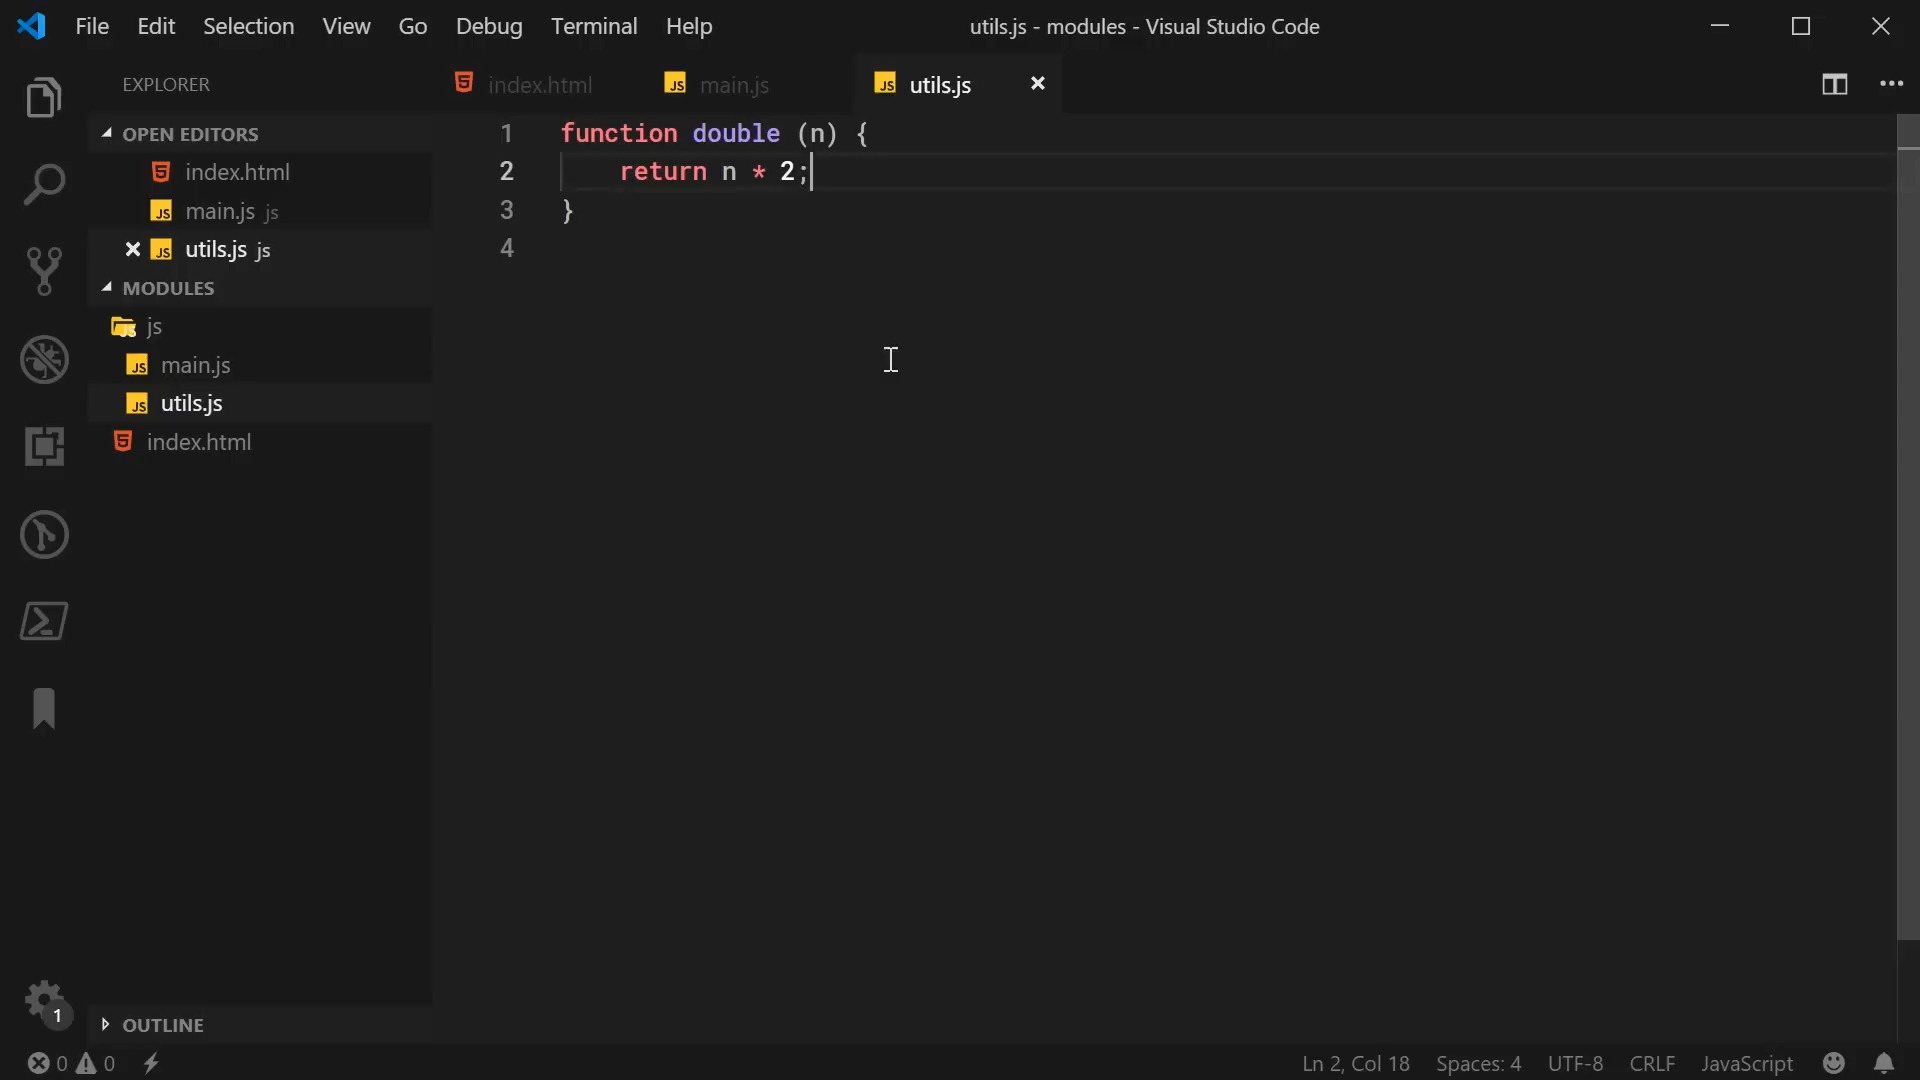 File Edit Selection View Go Debug Terminal Help utils.js - modules - Visual Studio Code
EXPLORER
index.html main.js utils.js
OPEN EDITORS
index.html
main.js js
utils.js js
MODULES
js
main.js
utils.js
index.html
OUTLINE
1 function double (n) {
2 return n * 2;
3 }
4
1
0 0 Ln 2, Col 18 Spaces: 4 UTF-8 CRLF JavaScript